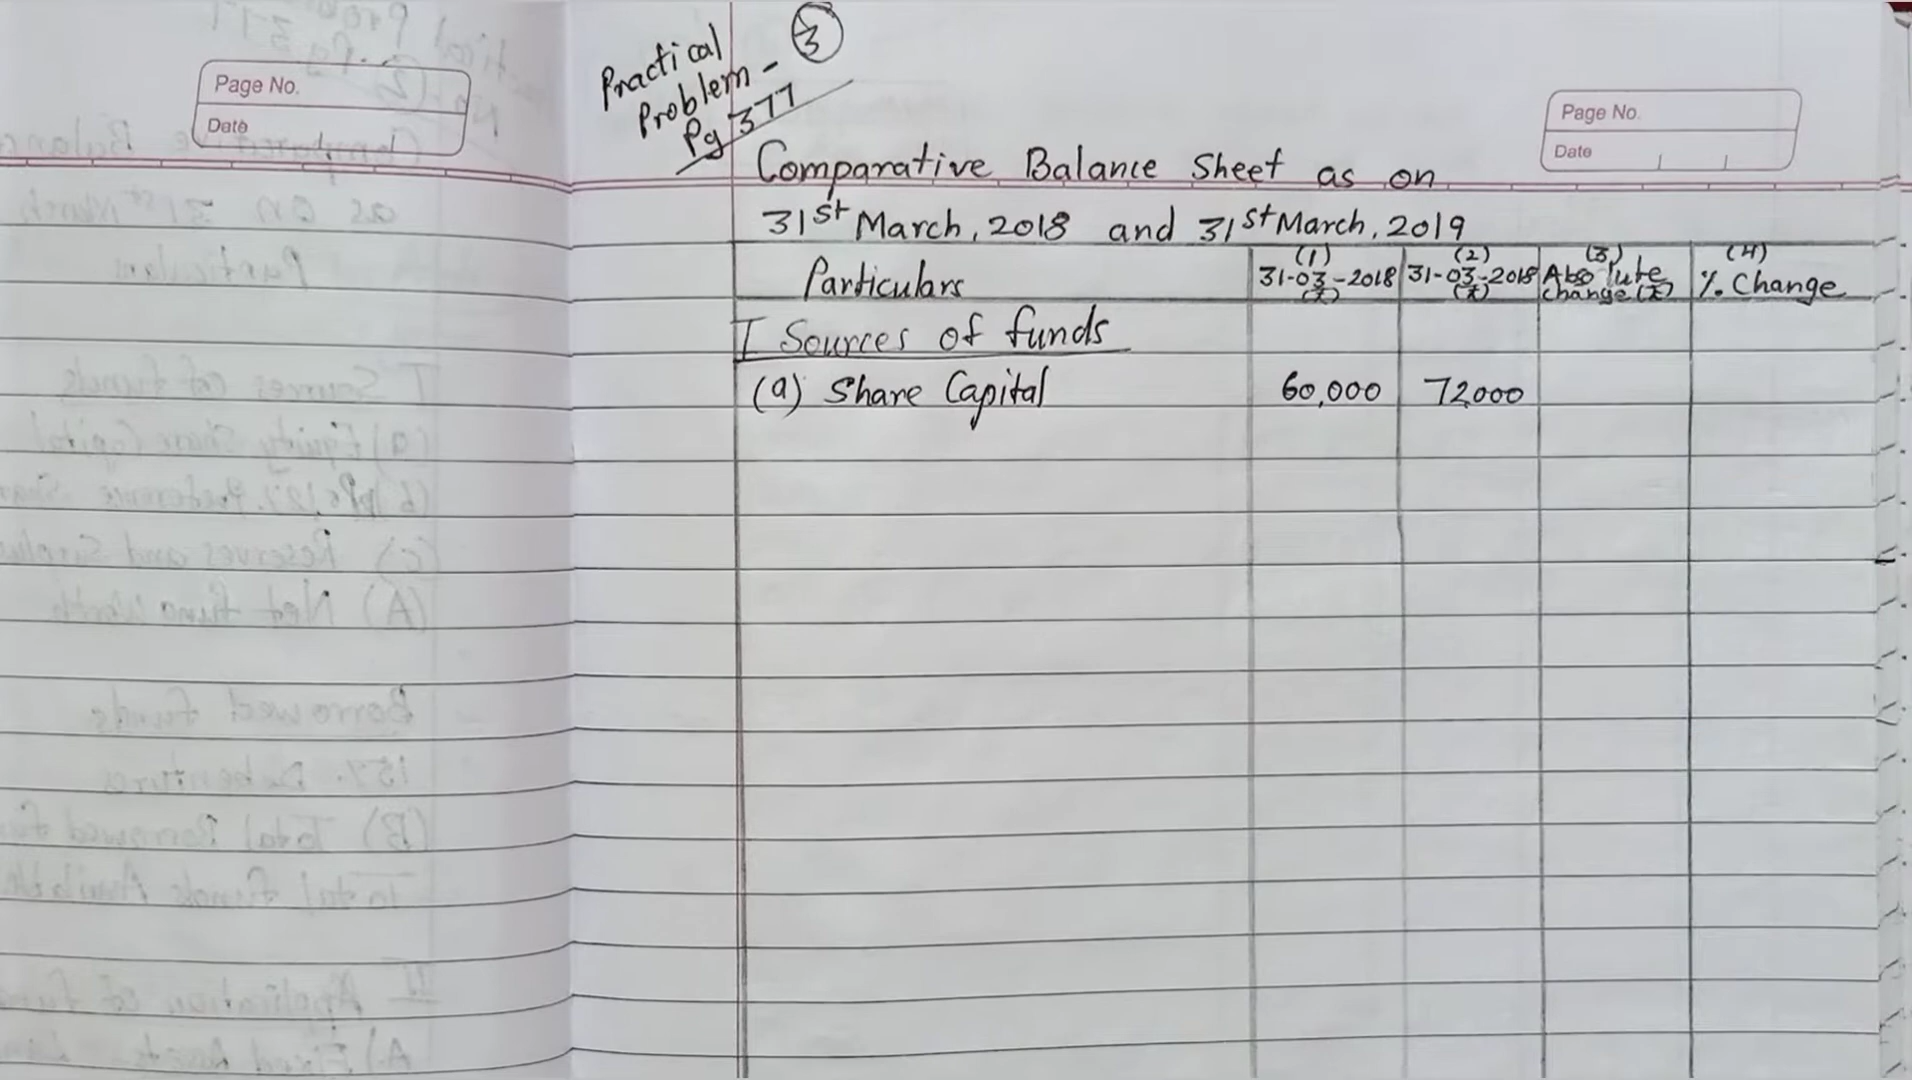 Page No.
Date
Practical
Problem - 3
Pg 377
Page No.
Date
Comparative Balance Sheet as on
31st March, 2018 and 31st March, 2019
Particulars (1) 31-03-2018 (₹) (2) 31-03-2018 (₹) (3) Absolute change (₹) (4) % Change
I Sources of funds
(a) Share Capital 60,000 72,000